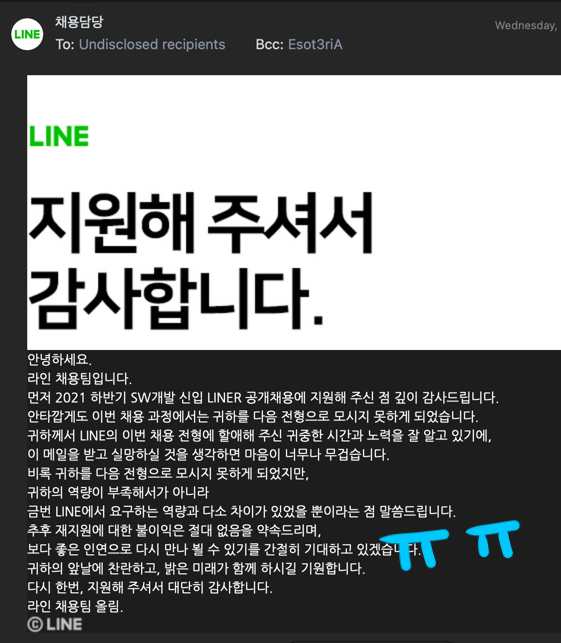 LINE
채용담당
Wednesday,
To: Undisclosed recipients Bcc: Esot3riA
LINE
지원해 주셔서
감사합니다.
안녕하세요.
라인 채용팀입니다.
먼저 2021 하반기 SW개발 신입 LINER 공개채용에 지원해 주신 점 깊이 감사드립니다.
안타깝게도 이번 채용 과정에서는 귀하를 다음 전형으로 모시지 못하게 되었습니다.
귀하께서 LINE의 이번 채용 전형에 할애해 주신 귀중한 시간과 노력을 잘 알고 있기에,
이 메일을 받고 실망하실 것을 생각하면 마음이 너무나 무겁습니다.
비록 귀하를 다음 전형으로 모시지 못하게 되었지만,
귀하의 역량이 부족해서가 아니라
금번 LINE에서 요구하는 역량과 다소 차이가 있었을 뿐이라는 점 말씀드립니다.
추후 재지원에 대한 불이익은 절대 없음을 약속드리며,
보다 좋은 인연으로 다시 만나 뵐 수 있기를 간절히 기대하고 있겠습니다.
ㅠㅠ
귀하의 앞날에 찬란하고, 밝은 미래가 함께 하시길 기원합니다.
다시 한번, 지원해 주셔서 대단히 감사합니다.
라인 채용팀 올림.
© LINE